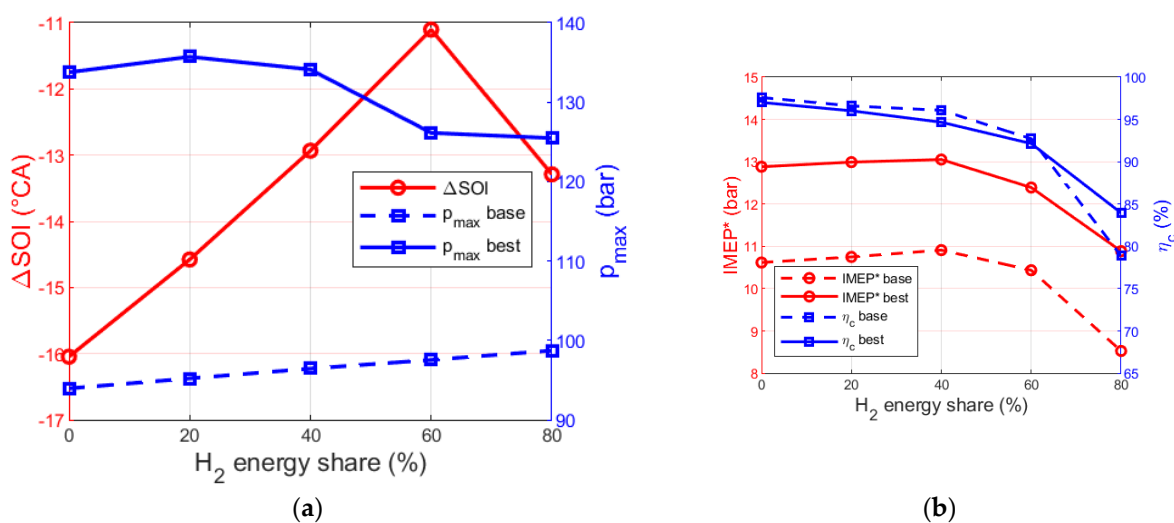 -11
-12
-13
-14
-15
-16
-17
140
130
120
110
100
90
0 20 40 60 80
ΔSOI (°CA)
pmax (bar)
H2 energy share (%)
ΔSOI
pmax base
pmax best
(a)
15
14
13
12
11
10
9
8
100
95
90
85
80
75
70
65
0 20 40 60 80
IMEP* (bar)
ηc (%)
H2 energy share (%)
IMEP* base
IMEP* best
ηc base
ηc best
(b)